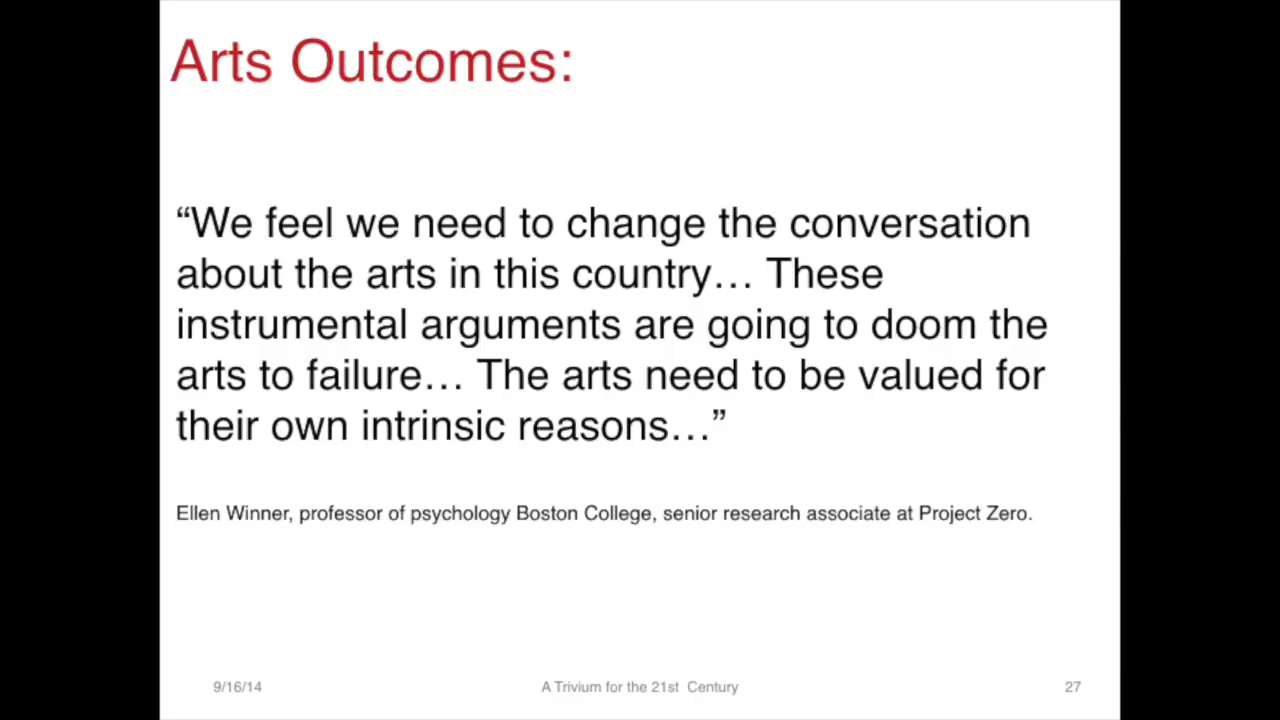 Arts Outcomes:
“We feel we need to change the conversation
about the arts in this country… These
instrumental arguments are going to doom the
arts to failure… The arts need to be valued for
their own intrinsic reasons…”
Ellen Winner, professor of psychology Boston College, senior research associate at Project Zero.
9/16/14
A Trivium for the 21st  Century
27